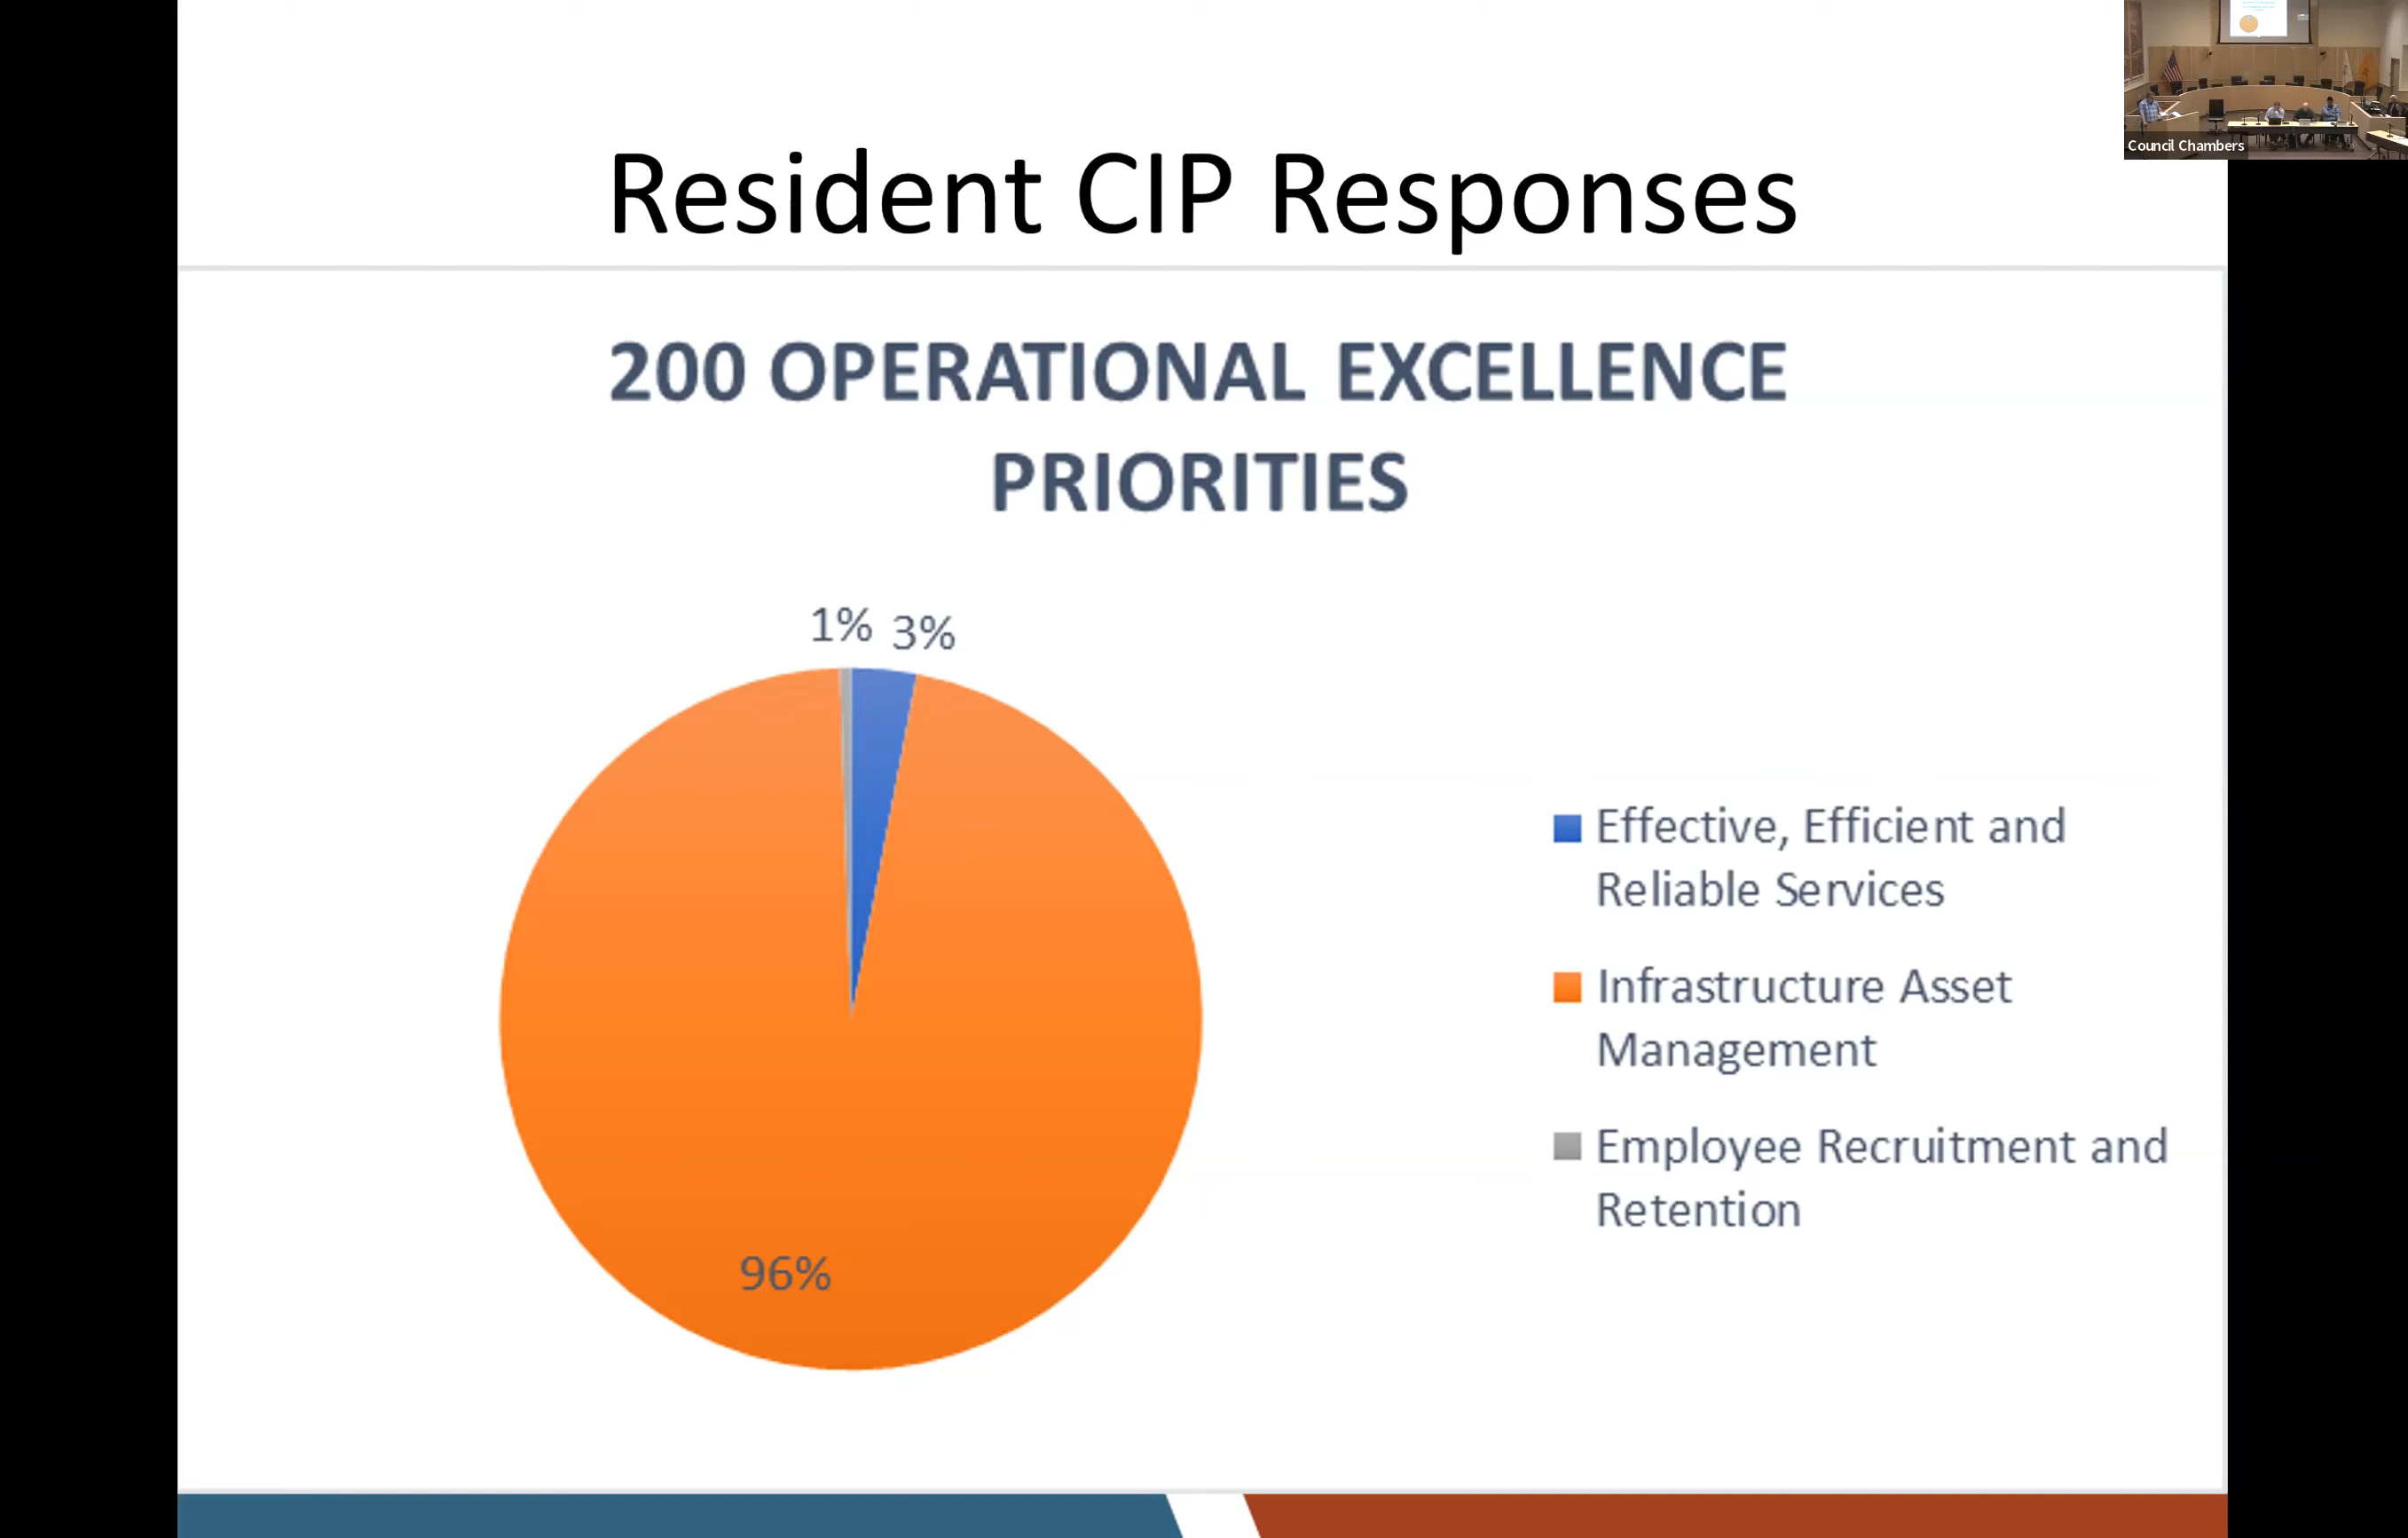 Council Chambers
Resident CIP Responses
200 OPERATIONAL EXCELLENCE
PRIORITIES
1% 3%
96%
Effective, Efficient and
Reliable Services
Infrastructure Asset
Management
Employee Recruitment and
Retention